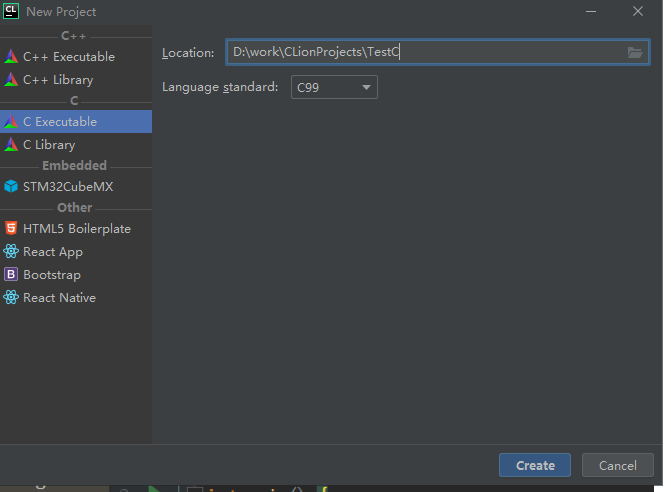 CL New Project
C++
C++ Executable
C++ Library
C
C Executable
C Library
Embedded
STM32CubeMX
Other
HTML5 Boilerplate
React App
B Bootstrap
React Native
Location: D:\work\CLionProjects\TestC
Language standard: C99
Create Cancel